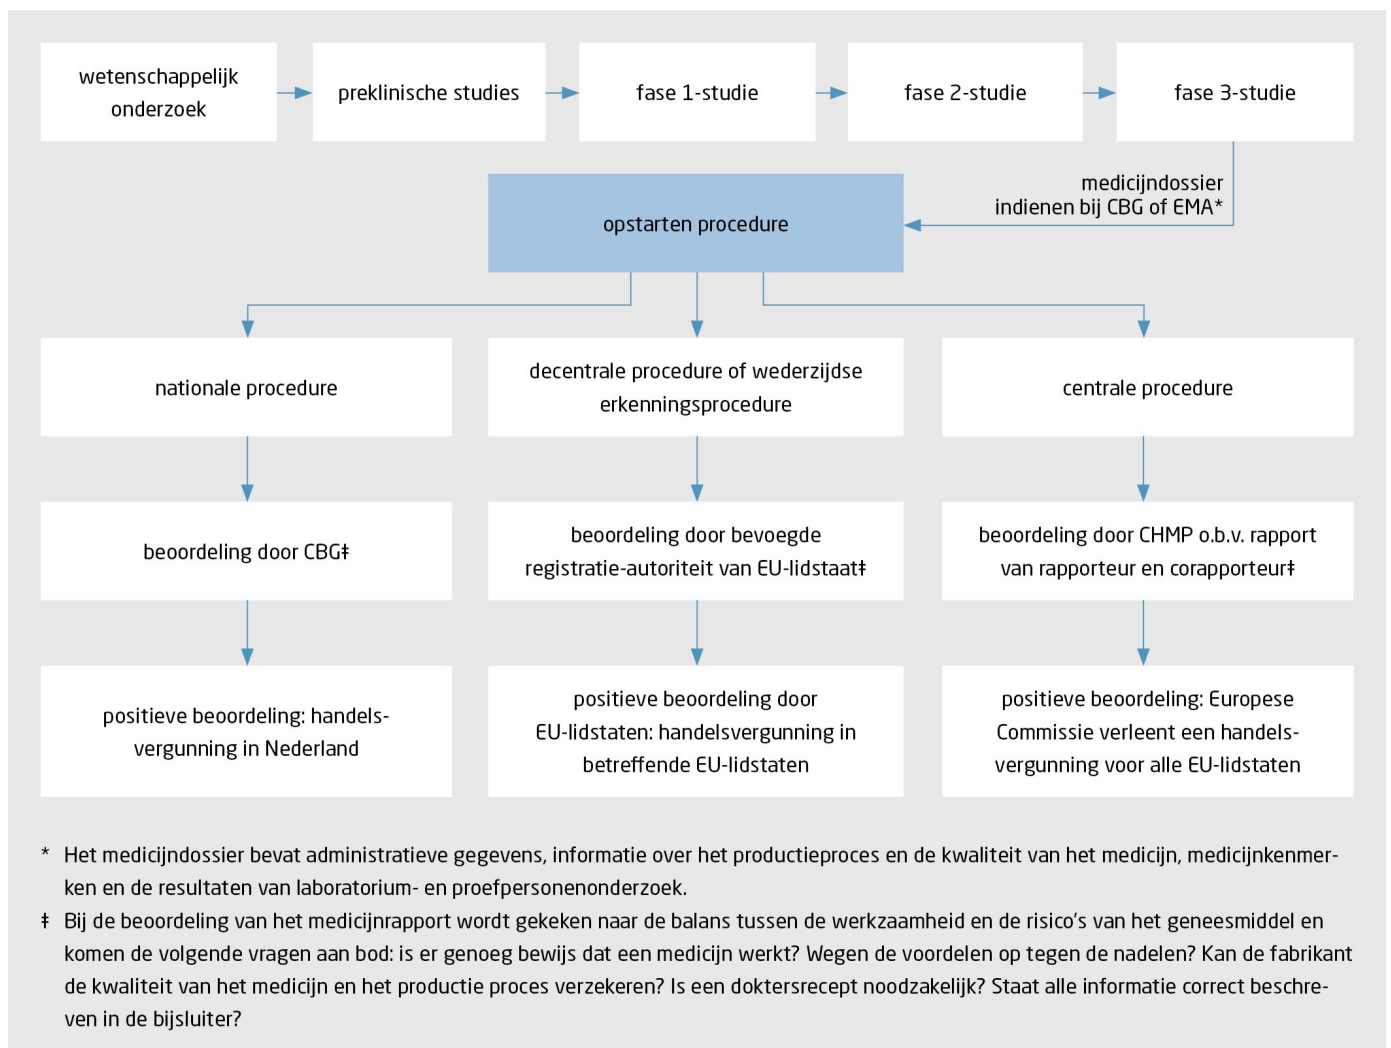 wetenschappelijk
onderzoek
preklinische studies
fase 1-studie
fase 2-studie
fase 3-studie
medicijndossier
indienen bij CBG of EMA*
opstarten procedure
nationale procedure
decentrale procedure of wederzijdse
erkenningsprocedure
centrale procedure
beoordeling door CBG‡
beoordeling door bevoegde
registratie-autoriteit van EU-lidstaat‡
beoordeling door CHMP o.b.v. rapport
van rapporteur en corapporteur‡
positieve beoordeling: handels-
vergunning in Nederland
positieve beoordeling door
EU-lidstaten: handelsvergunning in
betreffende EU-lidstaten
positieve beoordeling: Europese
Commissie verleent een handels-
vergunning voor alle EU-lidstaten
* Het medicijndossier bevat administratieve gegevens, informatie over het productieproces en de kwaliteit van het medicijn, medicijnkenmer-
ken en de resultaten van laboratorium- en proefpersonenonderzoek.
‡ Bij de beoordeling van het medicijnrapport wordt gekeken naar de balans tussen de werkzaamheid en de risico's van het geneesmiddel en
komen de volgende vragen aan bod: is er genoeg bewijs dat een medicijn werkt? Wegen de voordelen op tegen de nadelen? Kan de fabrikant
de kwaliteit van het medicijn en het productie proces verzekeren? Is een doktersrecept noodzakelijk? Staat alle informatie correct beschre-
ven in de bijsluiter?